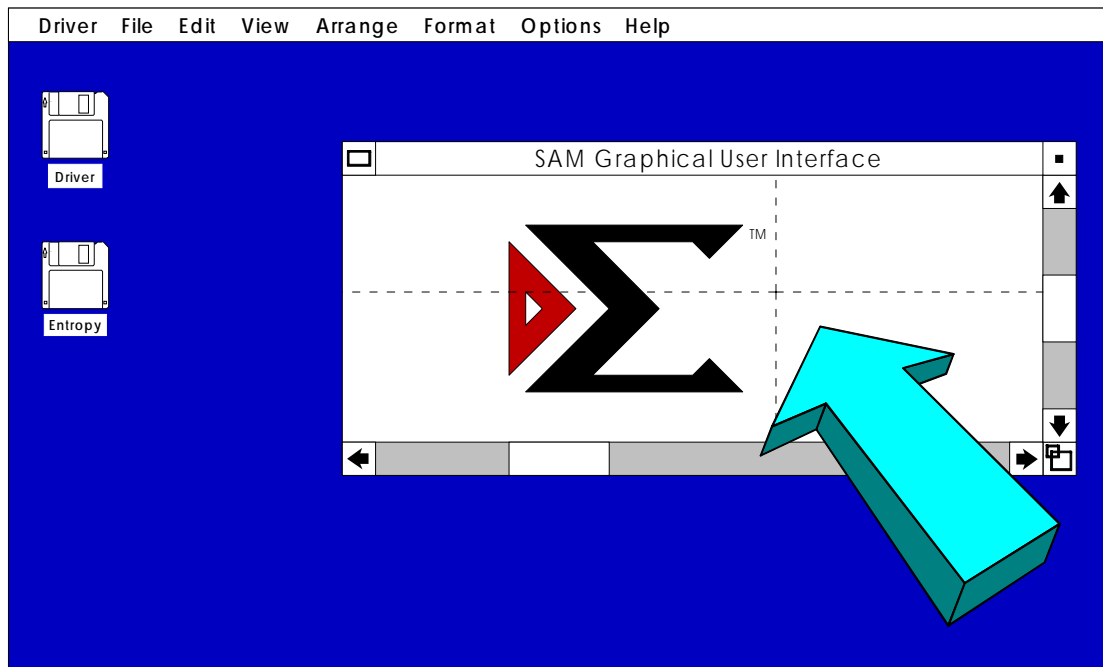 Driver File Edit View Arrange Format Options Help
Driver
SAM Graphical User Interface
TM
Entropy